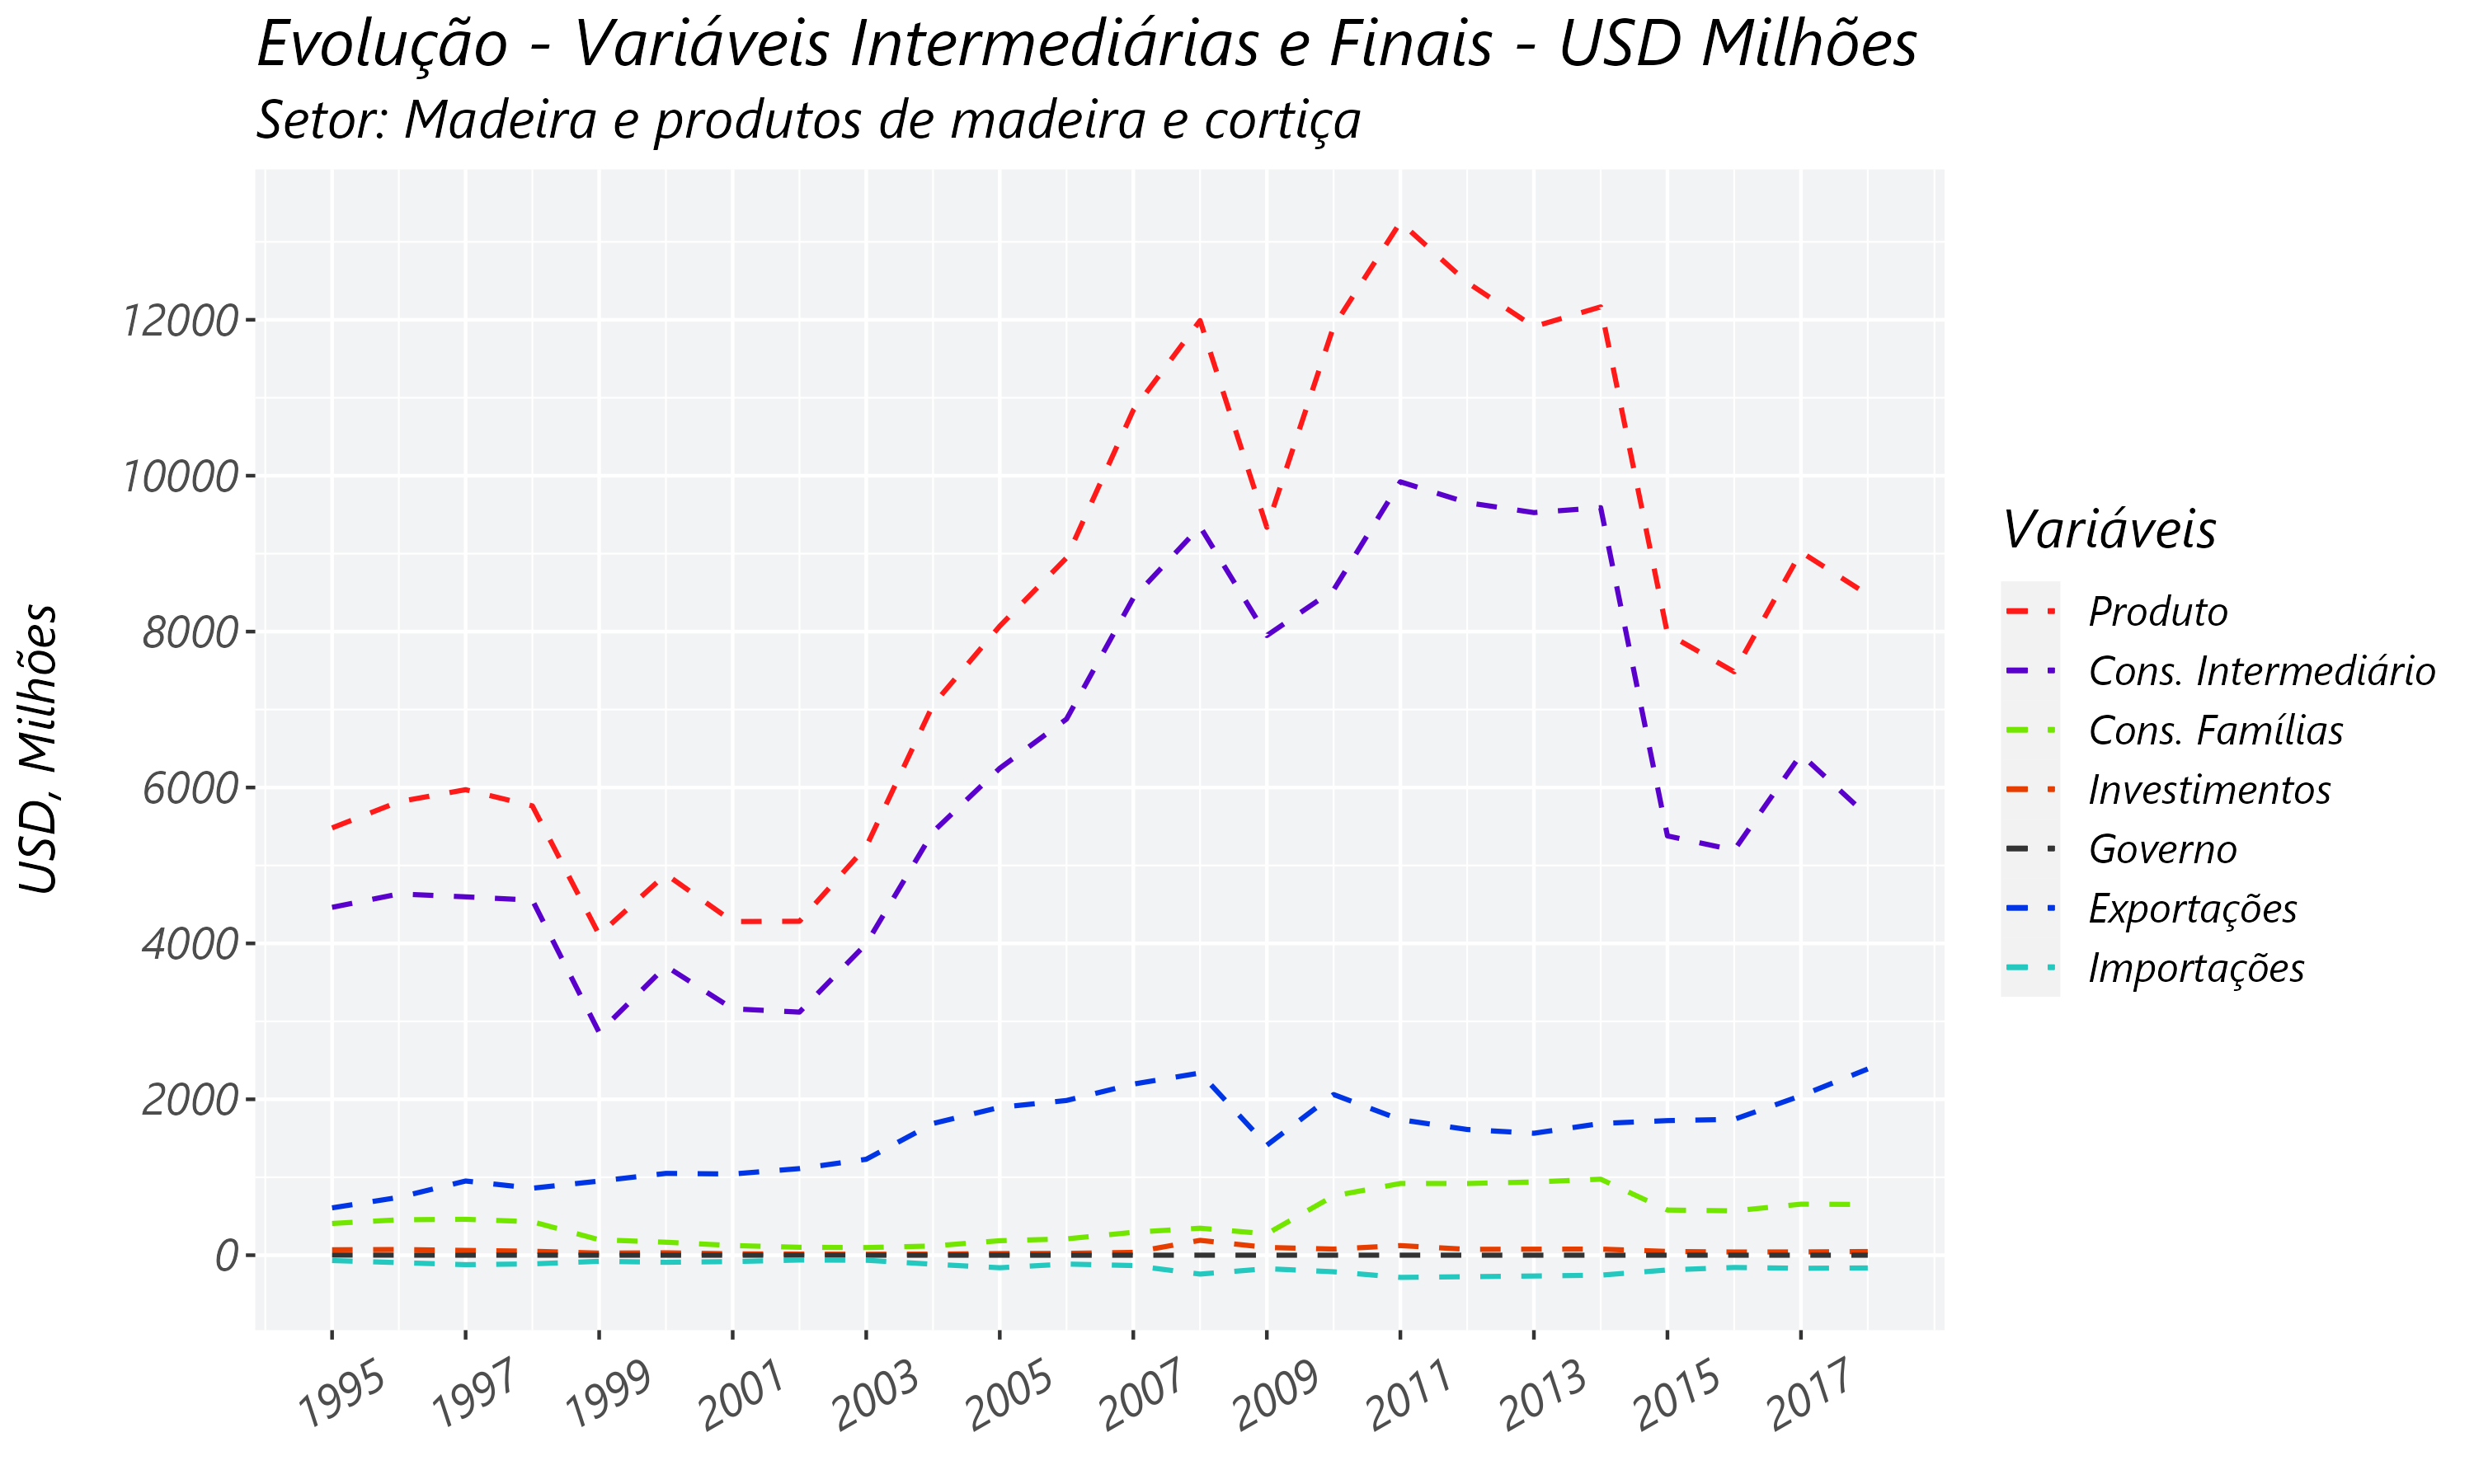 Evolução - Variáveis Intermediárias e Finais - USD Milhões
Setor: Madeira e produtos de madeira e cortiça
USD, Milhões
12000
10000
8000
6000
4000
2000
0
1995
1997
1999
2001
2003
2005
2007
2009
2011
2013
2015
2017
Variáveis
Produto
Cons. Intermediário
Cons. Famílias
Investimentos
Governo
Exportações
Importações